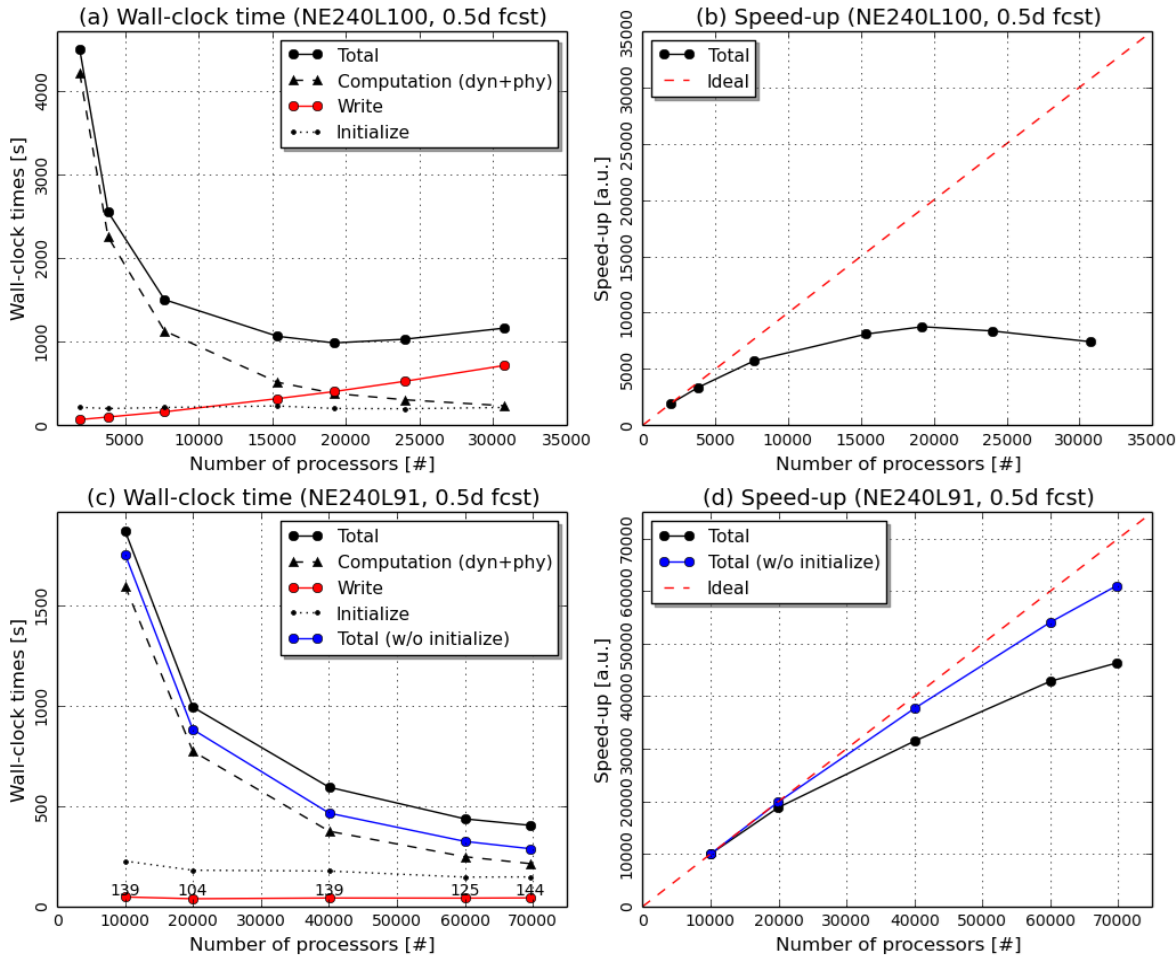 (a) Wall-clock time (NE240L100, 0.5d fcst)
Wall-clock times [s]
4000
3000
2000
1000
0
Total
Computation (dyn+phy)
Write
Initialize
5000 10000 15000 20000 25000 30000 35000
Number of processors [#]
(b) Speed-up (NE240L100, 0.5d fcst)
Speed-up [a.u.]
35000
30000
25000
20000
15000
10000
5000
0
Total
Ideal
0 5000 10000 15000 20000 25000 30000 35000
Number of processors [#]
(c) Wall-clock time (NE240L91, 0.5d fcst)
Wall-clock times [s]
1500
1000
500
0
Total
Computation (dyn+phy)
Write
Initialize
Total (w/o initialize)
139 104 139 125 144
0 10000 20000 30000 40000 50000 60000 70000
Number of processors [#]
(d) Speed-up (NE240L91, 0.5d fcst)
Speed-up [a.u.]
70000
60000
50000
40000
30000
20000
10000
0
Total
Total (w/o initialize)
Ideal
0 10000 20000 30000 40000 50000 60000 70000
Number of processors [#]